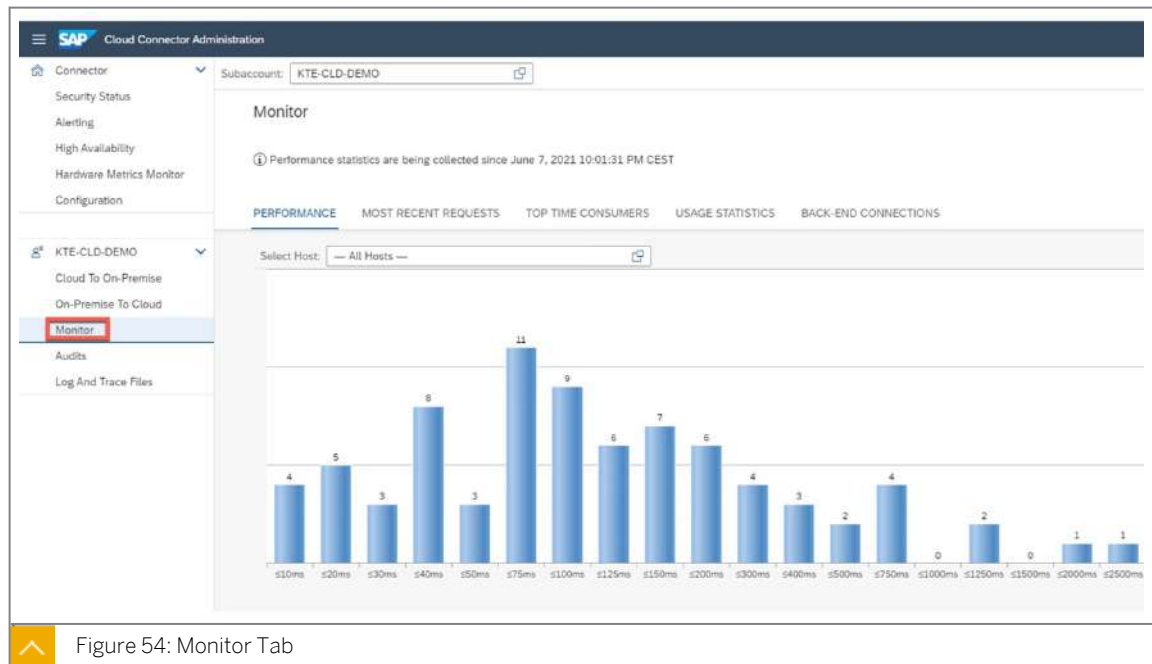 SAP Cloud Connector Administration
Connector
Security Status
Alerting
High Availability
Hardware Metrics Monitor
Configuration
KTE-CLD-DEMO
Cloud To On-Premise
On-Premise To Cloud
Monitor
Audits
Log And Trace Files
Subaccount: KTE-CLD-DEMO
Monitor
Performance statistics are being collected since June 7, 2021 10:01:31 PM CEST
PERFORMANCE MOST RECENT REQUESTS TOP TIME CONSUMERS USAGE STATISTICS BACK-END CONNECTIONS
Select Host: — All Hosts —
4 5 3 8 3 11 9 6 7 6 4 3 2 4 0 2 0 1 1
≤10ms ≤20ms ≤30ms ≤40ms ≤50ms ≤75ms ≤100ms ≤125ms ≤150ms ≤200ms ≤300ms ≤400ms ≤500ms ≤750ms ≤1000ms ≤1250ms ≤1500ms ≤2000ms ≤2500ms
Figure 54: Monitor Tab